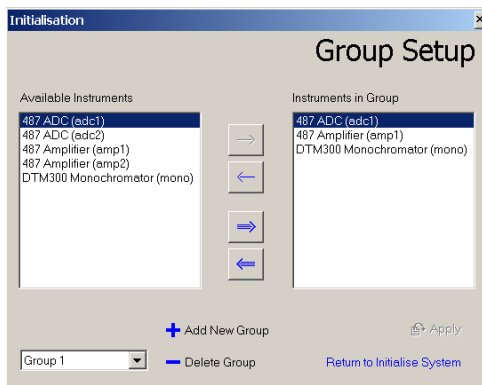 Initialisation
Group Setup
Available Instruments
487 ADC (adc1)
487 ADC (adc2)
487 Amplifier (amp1)
487 Amplifier (amp2)
DTM300 Monochromator (mono)
Instruments in Group
487 ADC (adc1)
487 Amplifier (amp1)
DTM300 Monochromator (mono)
Add New Group
Apply
Group 1
Delete Group
Return to Initialise System